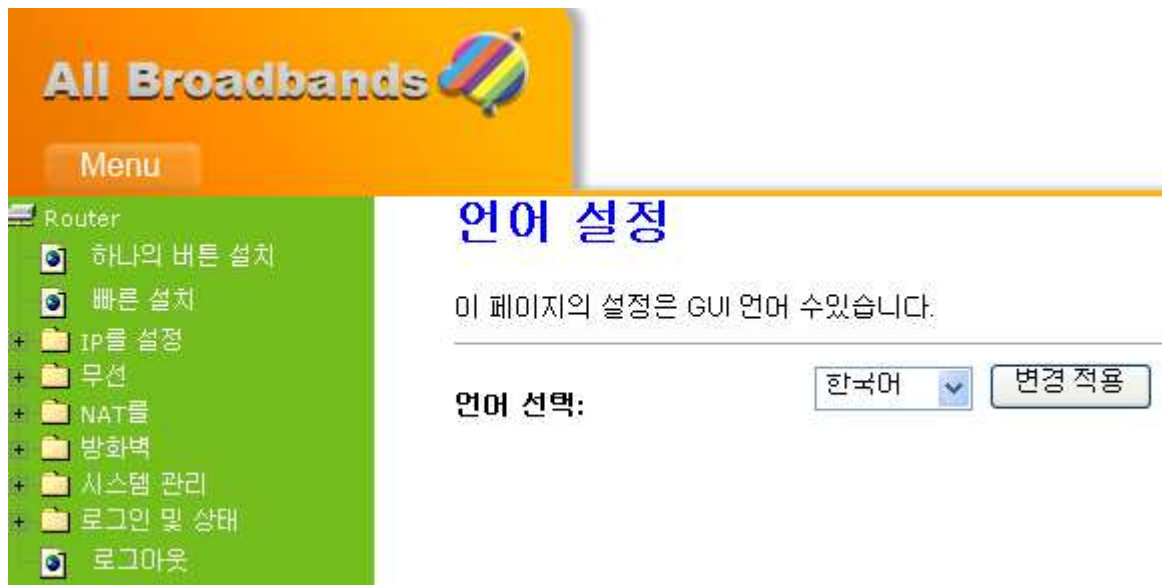 All Broadbands
Menu
Router
하나의 버튼 설치
빠른 설치
IP를 설정
무선
NAT를
방화벽
시스템 관리
로그인 및 상태
로그아웃
언어 설정
이 페이지의 설정은 GUI 언어 수있습니다.
언어 선택:
한국어
변경 적용